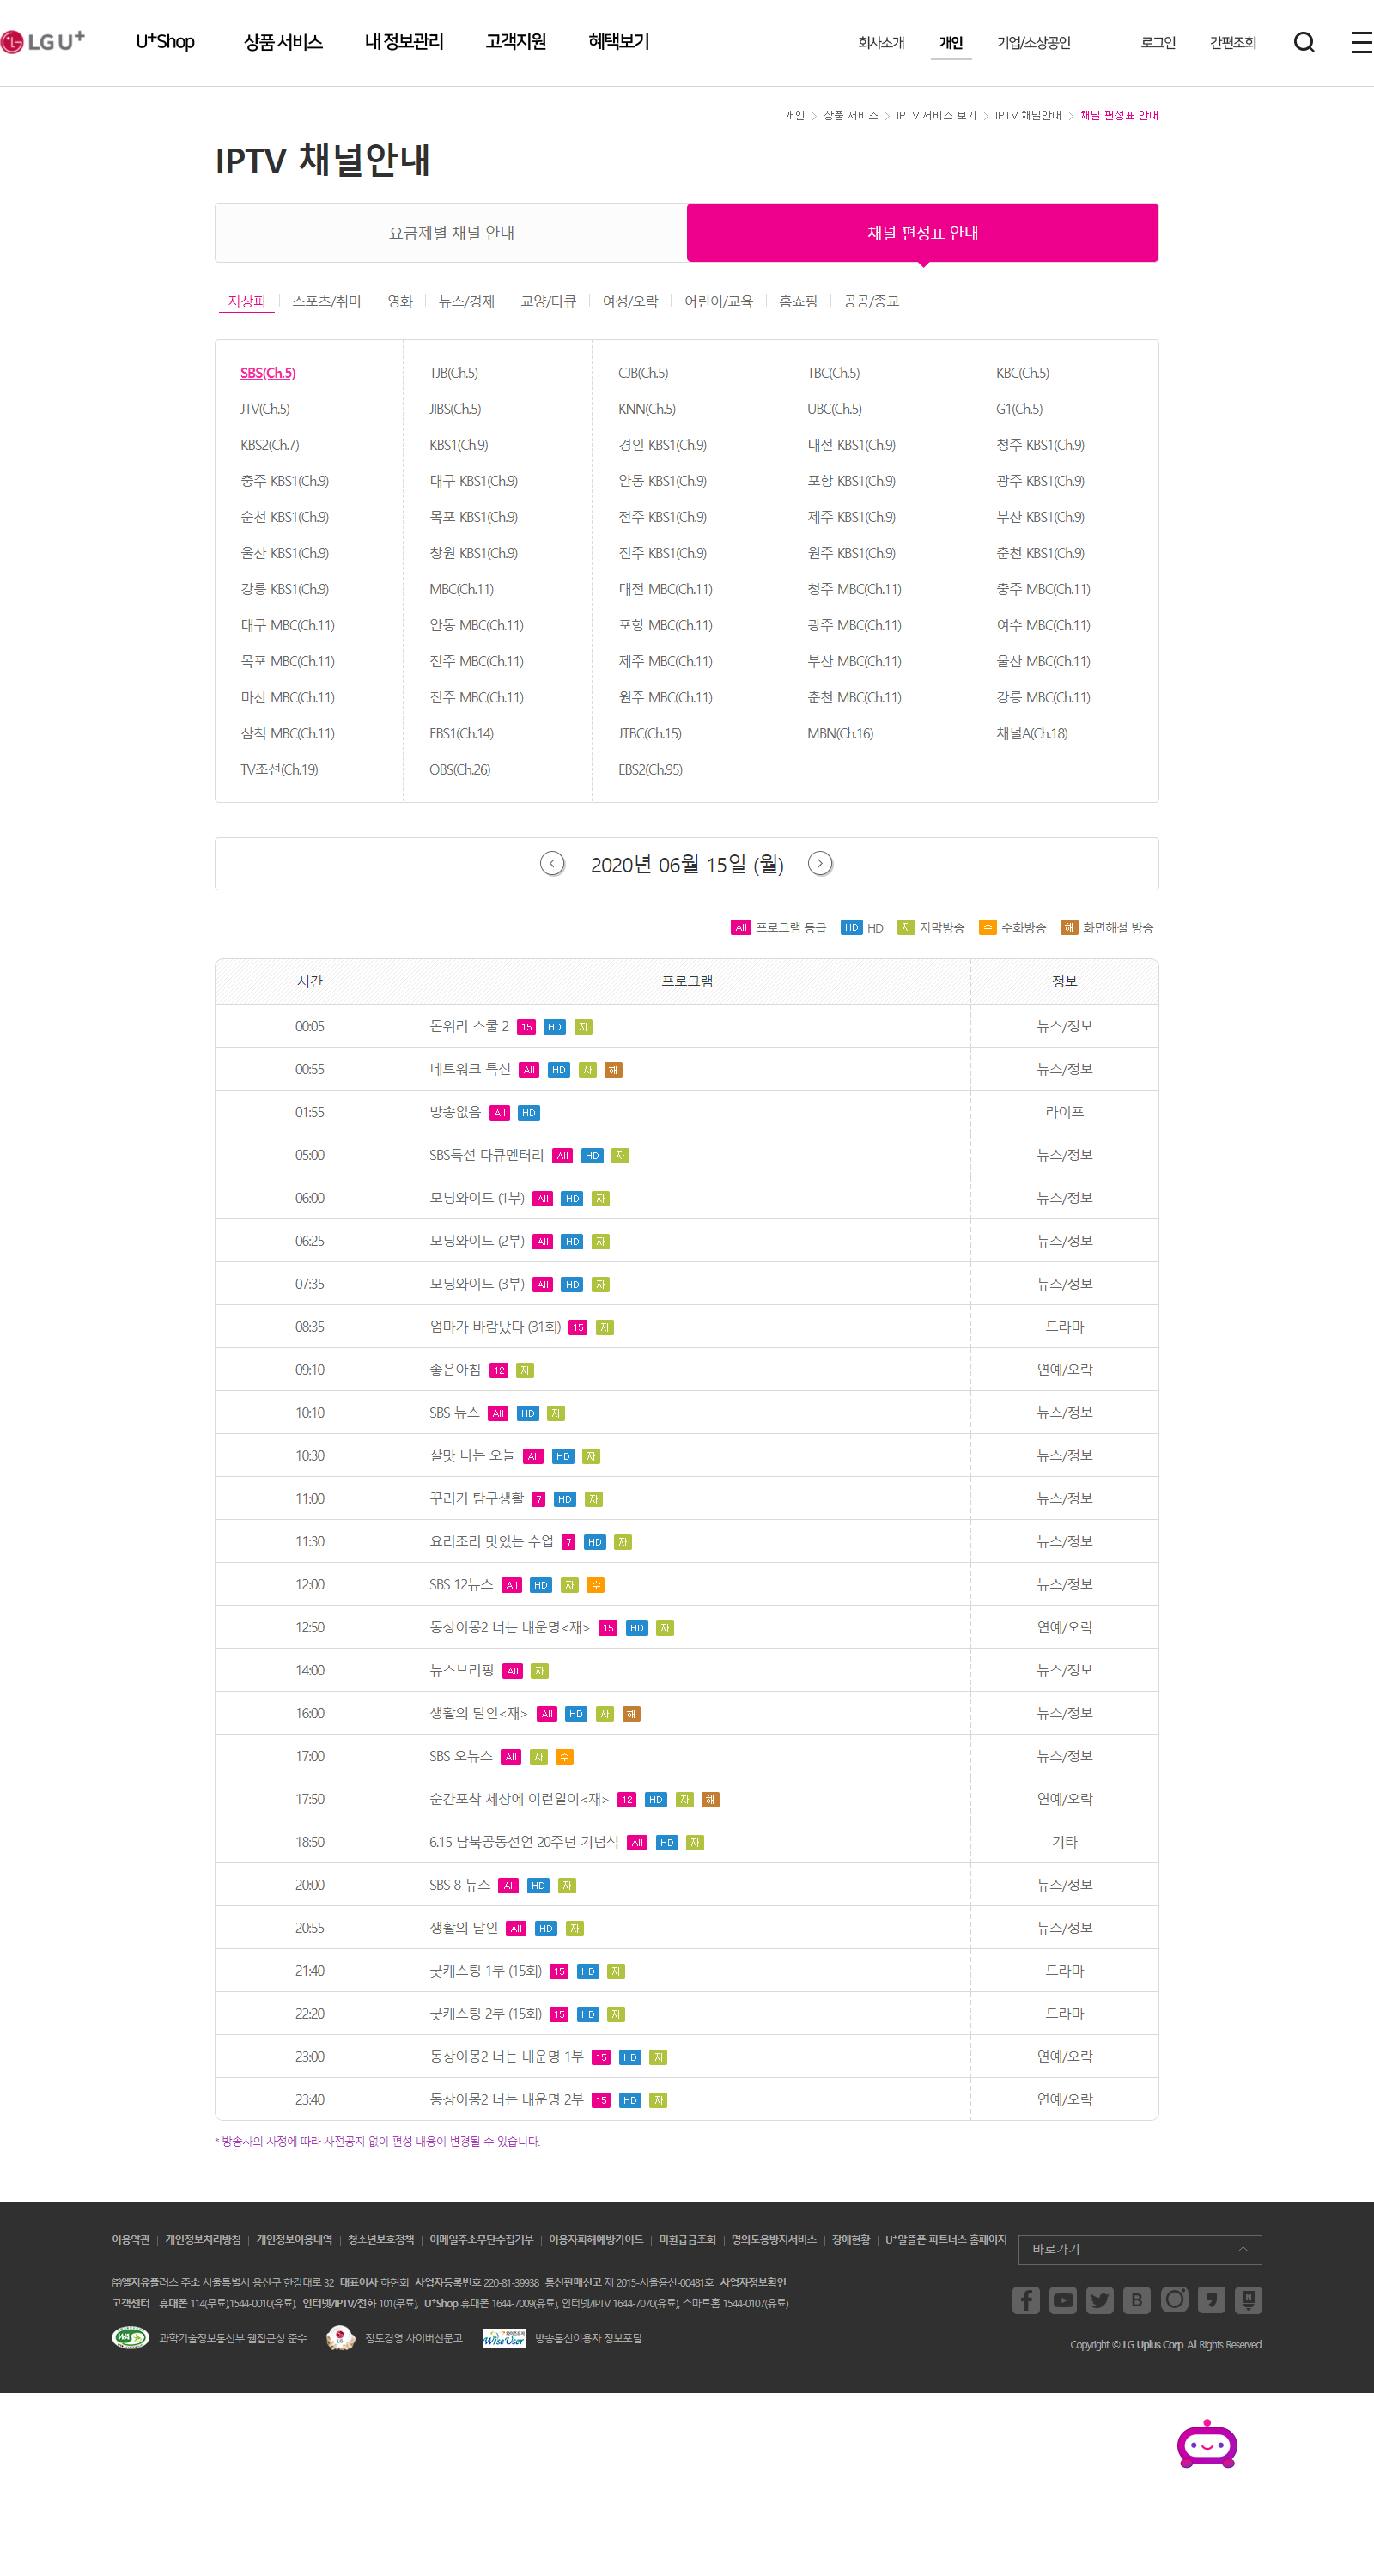 LG U+ U+Shop 상품 서비스 내 정보관리 고객지원 혜택보기 회사소개 개인 기업/소상공인 로그인 간편조회
개인 > 상품 서비스 > IPTV 서비스 보기 > IPTV 채널안내 > 채널 편성표 안내
IPTV 채널안내
요금제별 채널 안내 채널 편성표 안내
지상파 스포츠/취미 영화 뉴스/경제 교양/다큐 여성/오락 어린이/교육 홈쇼핑 공공/종교
SBS(Ch.5) TJB(Ch.5) CJB(Ch.5) TBC(Ch.5) KBC(Ch.5)
JTV(Ch.5) JIBS(Ch.5) KNN(Ch.5) UBC(Ch.5) G1(Ch.5)
KBS2(Ch.7) KBS1(Ch.9) 경인 KBS1(Ch.9) 대전 KBS1(Ch.9) 청주 KBS1(Ch.9)
충주 KBS1(Ch.9) 대구 KBS1(Ch.9) 안동 KBS1(Ch.9) 포항 KBS1(Ch.9) 광주 KBS1(Ch.9)
순천 KBS1(Ch.9) 목포 KBS1(Ch.9) 전주 KBS1(Ch.9) 제주 KBS1(Ch.9) 부산 KBS1(Ch.9)
울산 KBS1(Ch.9) 창원 KBS1(Ch.9) 진주 KBS1(Ch.9) 원주 KBS1(Ch.9) 춘천 KBS1(Ch.9)
강릉 KBS1(Ch.9) MBC(Ch.11) 대전 MBC(Ch.11) 청주 MBC(Ch.11) 충주 MBC(Ch.11)
대구 MBC(Ch.11) 안동 MBC(Ch.11) 포항 MBC(Ch.11) 광주 MBC(Ch.11) 여수 MBC(Ch.11)
목포 MBC(Ch.11) 전주 MBC(Ch.11) 제주 MBC(Ch.11) 부산 MBC(Ch.11) 울산 MBC(Ch.11)
마산 MBC(Ch.11) 진주 MBC(Ch.11) 원주 MBC(Ch.11) 춘천 MBC(Ch.11) 강릉 MBC(Ch.11)
삼척 MBC(Ch.11) EBS1(Ch.14) JTBC(Ch.15) MBN(Ch.16) 채널A(Ch.18)
TV조선(Ch.19) OBS(Ch.26) EBS2(Ch.95)
2020년 06월 15일 (월)
All 프로그램 등급 HD HD 자 자막방송 수 수화방송 해 화면해설 방송
시간 프로그램 정보
00:05 돈워리 스쿨 2 15 HD 자 뉴스/정보
00:55 네트워크 특선 All HD 자 해 뉴스/정보
01:55 방송없음 All HD 라이프
05:00 SBS특선 다큐멘터리 All HD 자 뉴스/정보
06:00 모닝와이드 (1부) All HD 자 뉴스/정보
06:25 모닝와이드 (2부) All HD 자 뉴스/정보
07:35 모닝와이드 (3부) All HD 자 뉴스/정보
08:35 엄마가 바람났다 (31회) 15 자 드라마
09:10 좋은아침 12 자 연예/오락
10:10 SBS 뉴스 All HD 자 뉴스/정보
10:30 살맛 나는 오늘 All HD 자 뉴스/정보
11:00 꾸러기 탐구생활 7 HD 자 뉴스/정보
11:30 요리조리 맛있는 수업 7 HD 자 뉴스/정보
12:00 SBS 12뉴스 All HD 자 수 뉴스/정보
12:50 동상이몽2 너는 내운명<재> 15 HD 자 연예/오락
14:00 뉴스브리핑 All 자 뉴스/정보
16:00 생활의 달인<재> All HD 자 해 뉴스/정보
17:00 SBS 오뉴스 All 자 수 뉴스/정보
17:50 순간포착 세상에 이런일이<재> 12 HD 자 해 연예/오락
18:50 6.15 남북공동선언 20주년 기념식 All HD 자 기타
20:00 SBS 8 뉴스 All HD 자 뉴스/정보
20:55 생활의 달인 All HD 자 뉴스/정보
21:40 굿캐스팅 1부 (15회) 15 HD 자 드라마
22:20 굿캐스팅 2부 (15회) 15 HD 자 드라마
23:00 동상이몽2 너는 내운명 1부 15 HD 자 연예/오락
23:40 동상이몽2 너는 내운명 2부 15 HD 자 연예/오락
* 방송사의 사정에 따라 사전공지 없이 편성 내용이 변경될 수 있습니다.
이용약관 개인정보처리방침 개인정보이용내역 청소년보호정책 이메일주소무단수집거부 이용자피해예방가이드 미환급금조회 명의도용방지서비스 장애현황 U+알뜰폰 파트너스 홈페이지 바로가기
㈜엘지유플러스 주소 서울특별시 용산구 한강대로 32 대표이사 하현회 사업자등록번호 220-81-39938 통신판매신고 제 2015-서울용산-00481호 사업자정보확인
고객센터 휴대폰 114(무료),1544-0010(유료), 인터넷/IPTV/전화 101(무료), U+Shop 휴대폰 1644-7009(유료), 인터넷/IPTV 1644-7070(유료), 스마트홈 1544-0107(유료)
WA 과학기술정보통신부 웹접근성 준수 정도경영 사이버신문고 Wise User 방송통신이용자 정보포털
Copyright © LG Uplus Corp. All Rights Reserved.